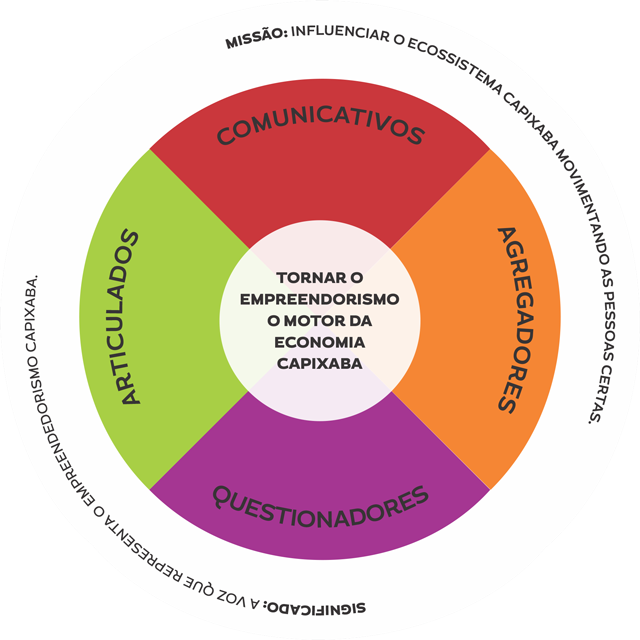 MISSÃO: INFLUENCIAR O ECOSSISTEMA CAPIXABA MOVIMENTANDO AS PESSOAS CERTAS.
COMUNICATIVOS
AGREGADORES
TORNAR O
EMPREENDORISMO
O MOTOR DA
ECONOMIA
CAPIXABA
ARTICULADOS
QUESTIONADORES
SIGNIFICADO: A VOZ QUE REPRESENTA O EMPREENDEDORISMO CAPIXABA.